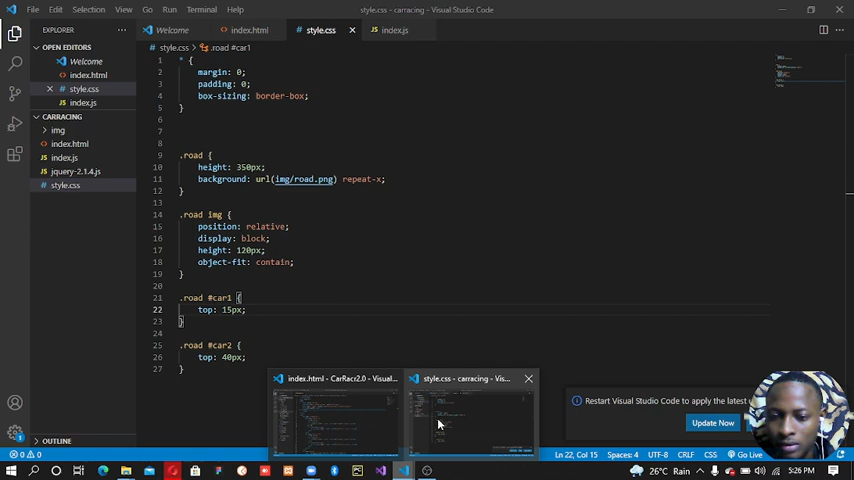 File Edit Selection View Go Run Terminal Help style.css - carracing - Visual Studio Code
EXPLORER
OPEN EDITORS
Welcome
index.html
style.css
index.js
CARRACING
img
index.html
index.js
jquery-2.1.4.js
style.css
OUTLINE
Welcome index.html style.css index.js
style.css > .road #car1
1 * {
2 margin: 0;
3 padding: 0;
4 box-sizing: border-box;
5 }
6
7
8
9 .road {
10 height: 350px;
11 background: url(img/road.png) repeat-x;
12 }
13
14 .road img {
15 position: relative;
16 display: block;
17 height: 120px;
18 object-fit: contain;
19 }
20
21 .road #car1 {
22 top: 15px;
23 }
24
25 .road #car2 {
26 top: 40px;
27 }
index.html - CarRacr2.0 - Visual...
style.css - carracing - Vis...
Restart Visual Studio Code to apply the latest
Update Now
1
0 0 Ln 22, Col 15 Spaces: 4 UTF-8 CRLF CSS Go Live
26°C Rain 5:26 PM